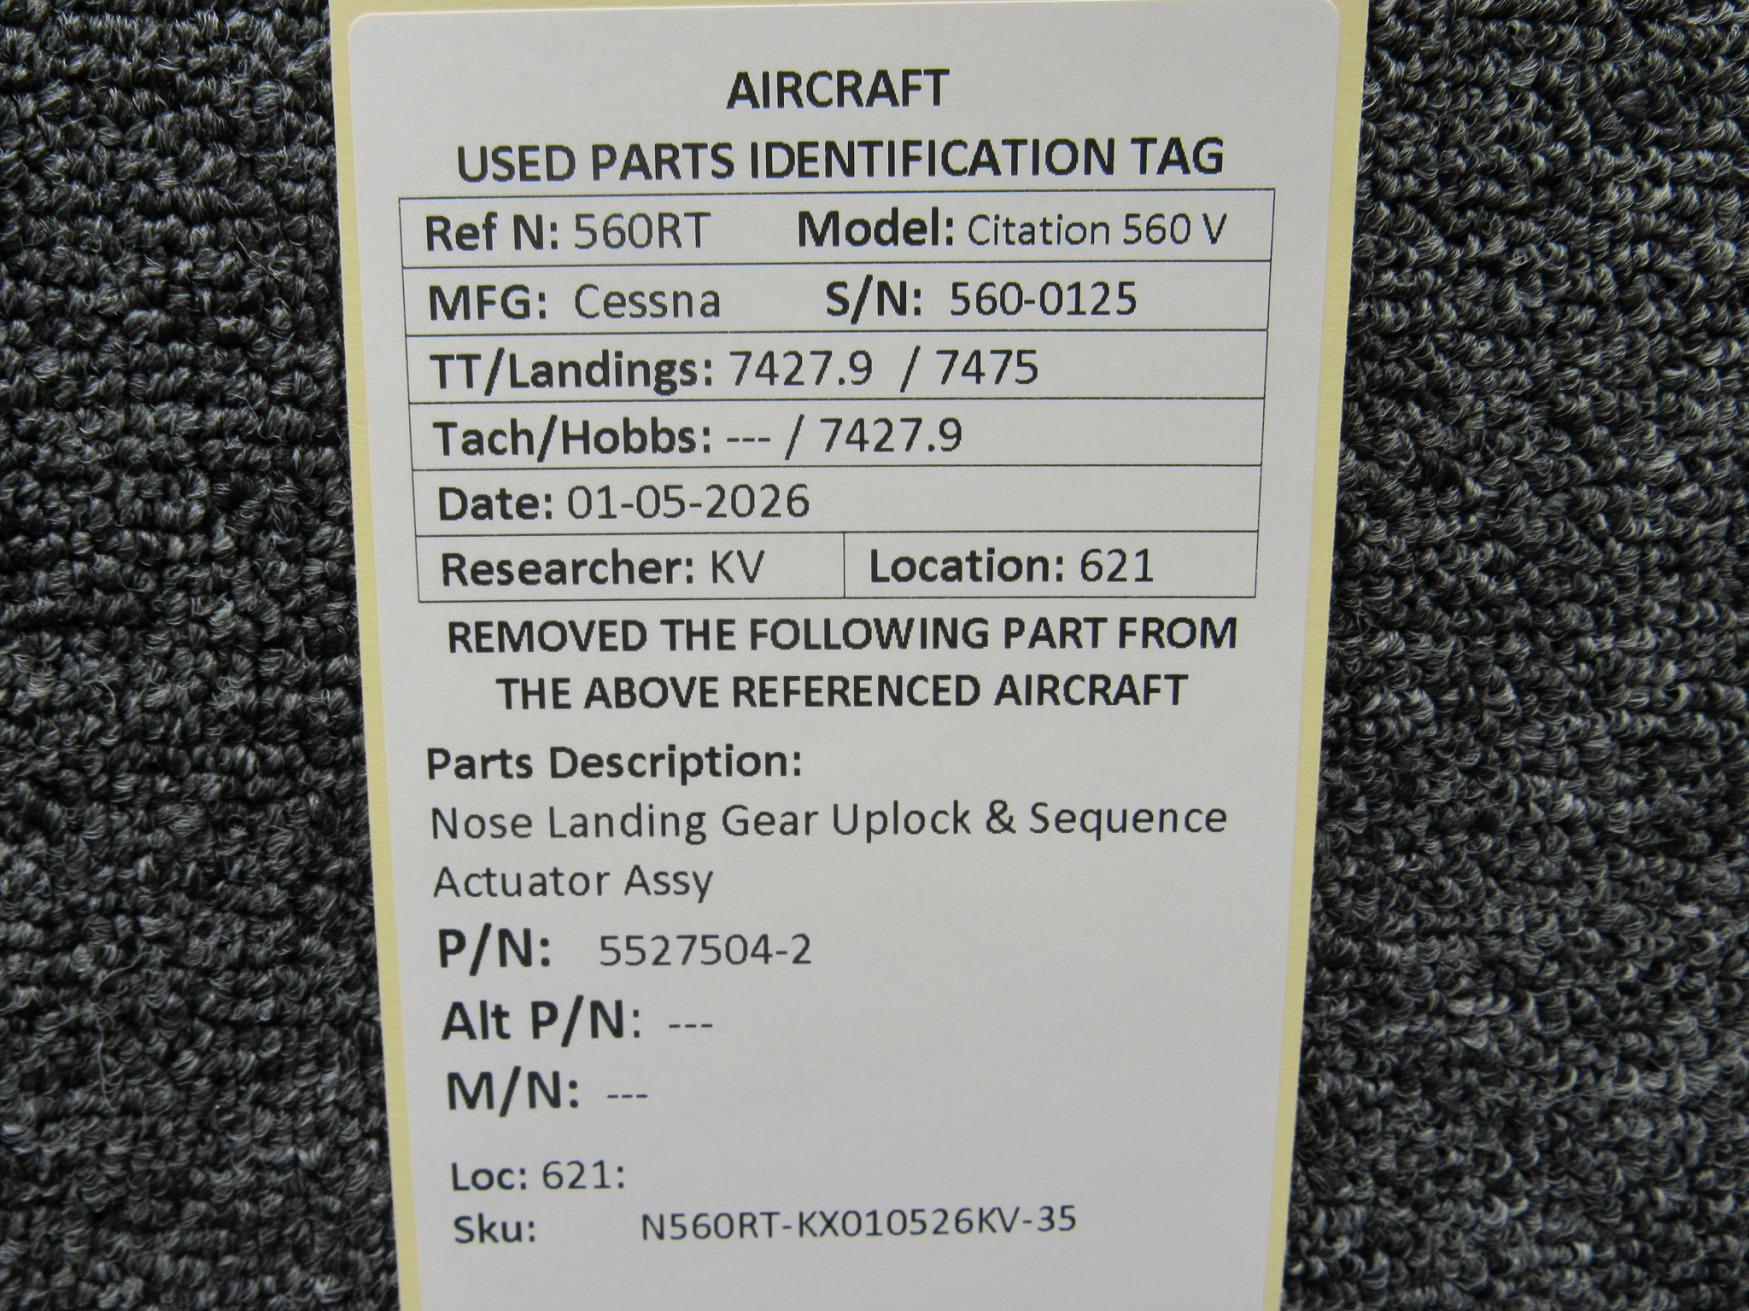 AIRCRAFT
USED PARTS IDENTIFICATION TAG
Ref N: 560RT Model: Citation 560 V
MFG: Cessna S/N: 560-0125
TT/Landings: 7427.9 / 7475
Tach/Hobbs: --- / 7427.9
Date: 01-05-2026
Researcher: KV Location: 621
REMOVED THE FOLLOWING PART FROM
THE ABOVE REFERENCED AIRCRAFT
Parts Description:
Nose Landing Gear Uplock & Sequence
Actuator Assy
P/N: 5527504-2
Alt P/N: ---
M/N: ---
Loc: 621:
Sku: N560RT-KX010526KV-35